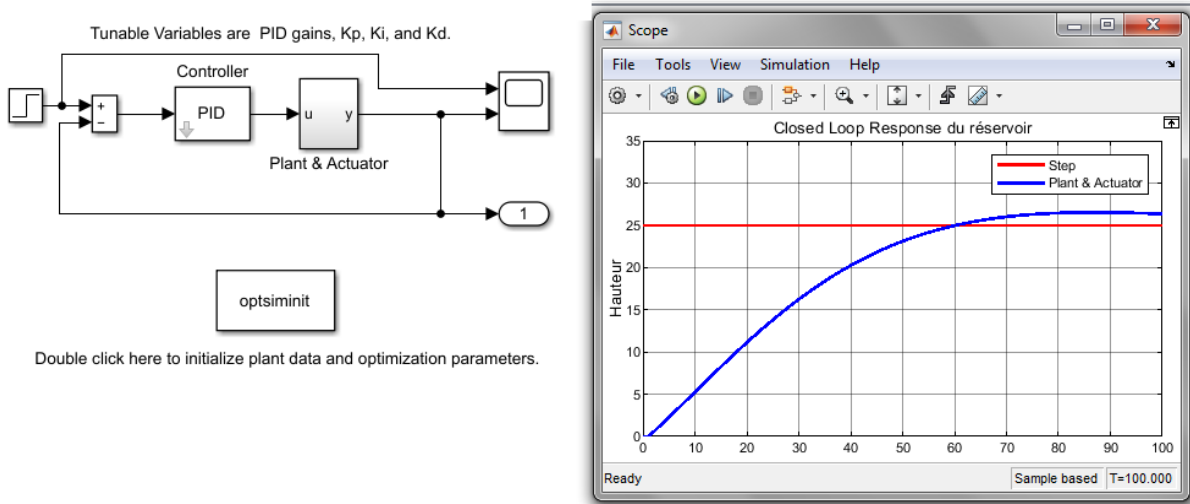 Tunable Variables are PID gains, Kp, Ki, and Kd.
Controller
+
−
PID
u y
Plant & Actuator
1
optsiminit
Double click here to initialize plant data and optimization parameters.
Scope
File Tools View Simulation Help
Closed Loop Response du réservoir
Step
Plant & Actuator
Hauteur
35
30
25
20
15
10
5
0
0 10 20 30 40 50 60 70 80 90 100
Ready Sample based T=100.000